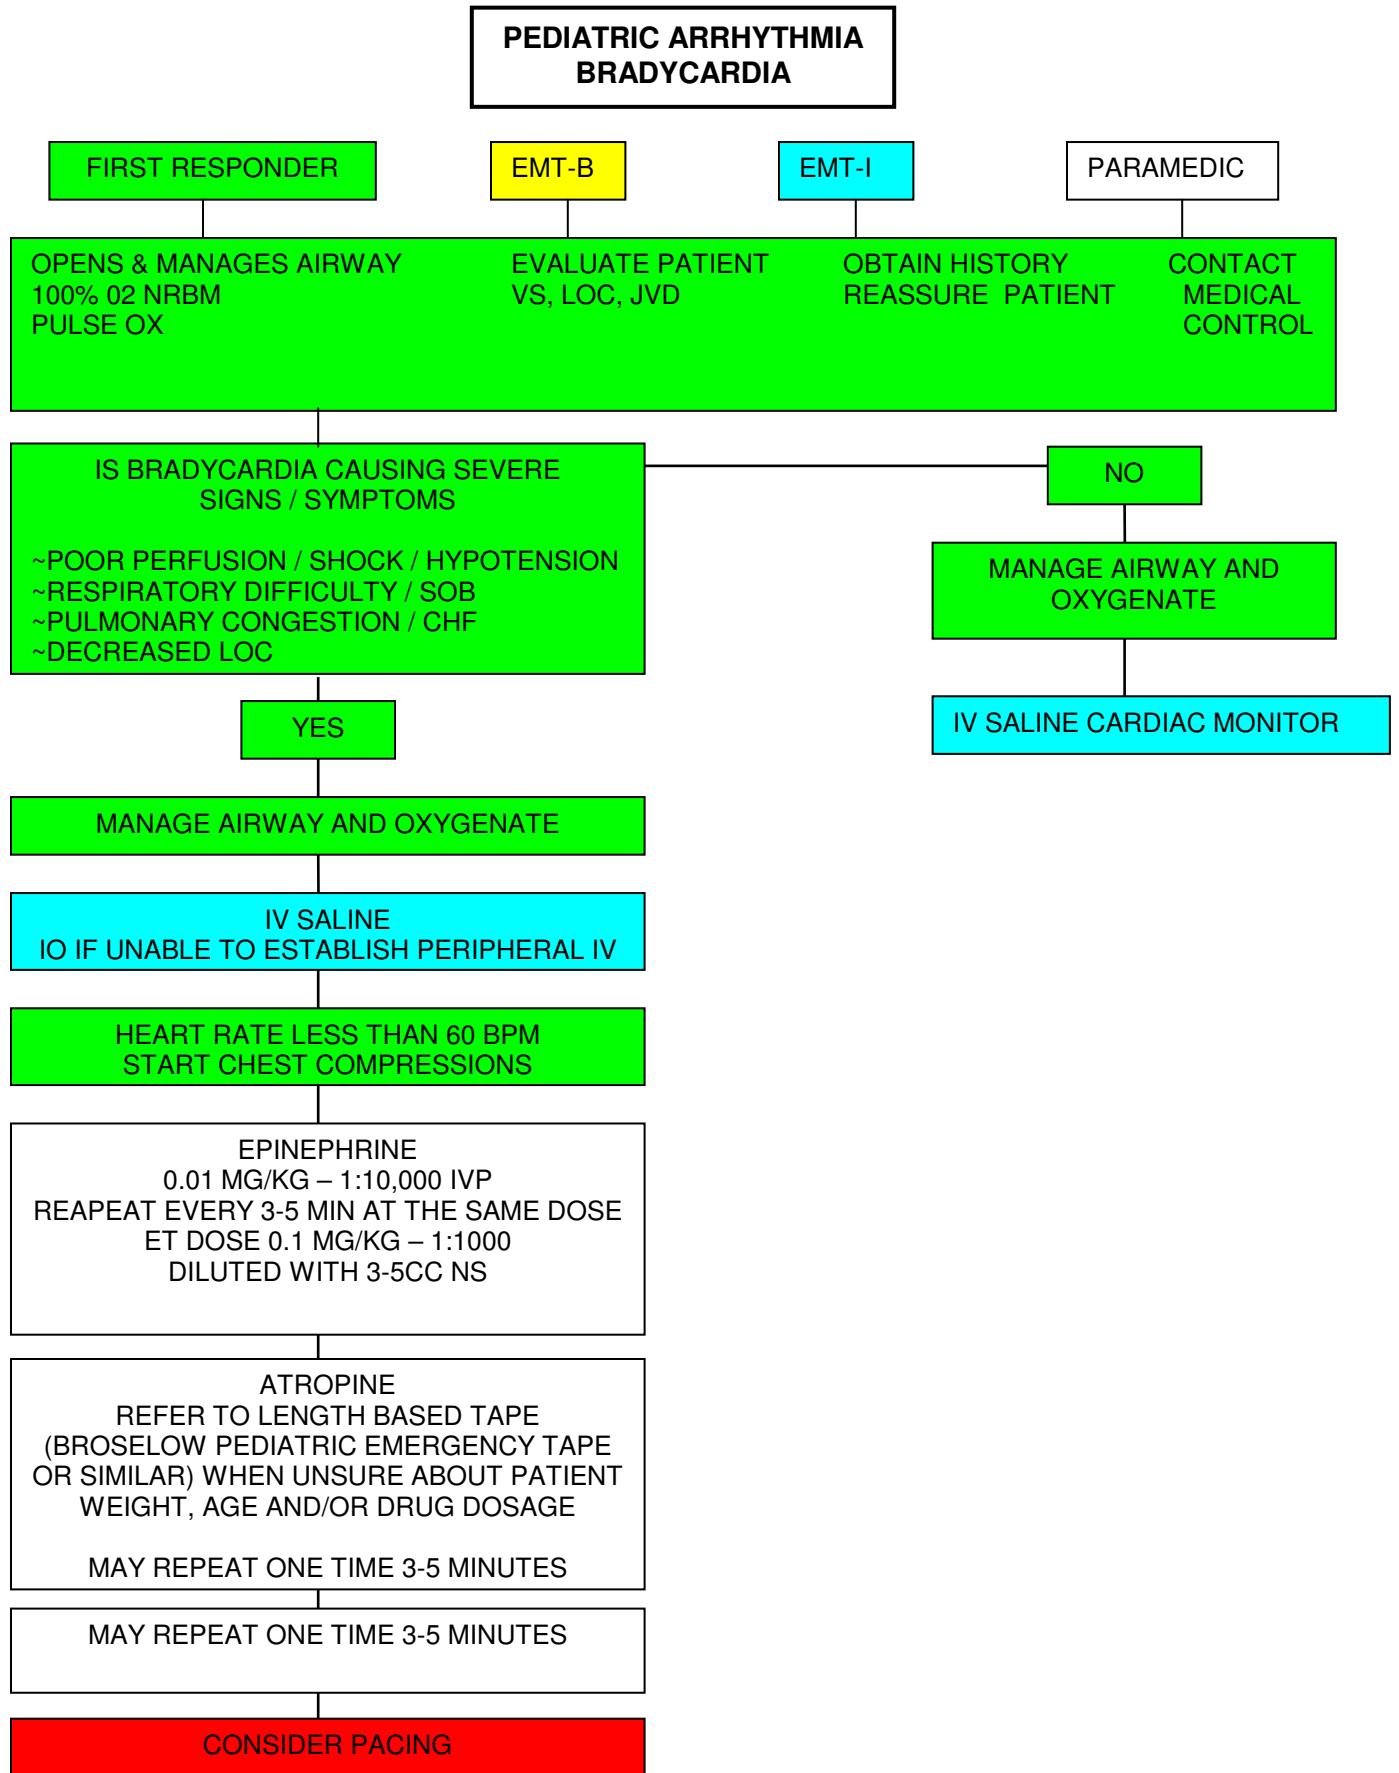 PEDIATRIC ARRHYTHMIA
BRADYCARDIA
FIRST RESPONDER
EMT-B
EMT-I
PARAMEDIC
OPENS & MANAGES AIRWAY
100% 02 NRBM
PULSE OX
EVALUATE PATIENT
VS, LOC, JVD
OBTAIN HISTORY
REASSURE PATIENT
CONTACT
MEDICAL
CONTROL
IS BRADYCARDIA CAUSING SEVERE
SIGNS / SYMPTOMS
~POOR PERFUSION / SHOCK / HYPOTENSION
~RESPIRATORY DIFFICULTY / SOB
~PULMONARY CONGESTION / CHF
~DECREASED LOC
NO
MANAGE AIRWAY AND
OXYGENATE
IV SALINE CARDIAC MONITOR
YES
MANAGE AIRWAY AND OXYGENATE
IV SALINE
IO IF UNABLE TO ESTABLISH PERIPHERAL IV
HEART RATE LESS THAN 60 BPM
START CHEST COMPRESSIONS
EPINEPHRINE
0.01 MG/KG – 1:10,000 IVP
REAPEAT EVERY 3-5 MIN AT THE SAME DOSE
ET DOSE 0.1 MG/KG – 1:1000
DILUTED WITH 3-5CC NS
ATROPINE
REFER TO LENGTH BASED TAPE
(BROSELOW PEDIATRIC EMERGENCY TAPE
OR SIMILAR) WHEN UNSURE ABOUT PATIENT
WEIGHT, AGE AND/OR DRUG DOSAGE
MAY REPEAT ONE TIME 3-5 MINUTES
MAY REPEAT ONE TIME 3-5 MINUTES
CONSIDER PACING